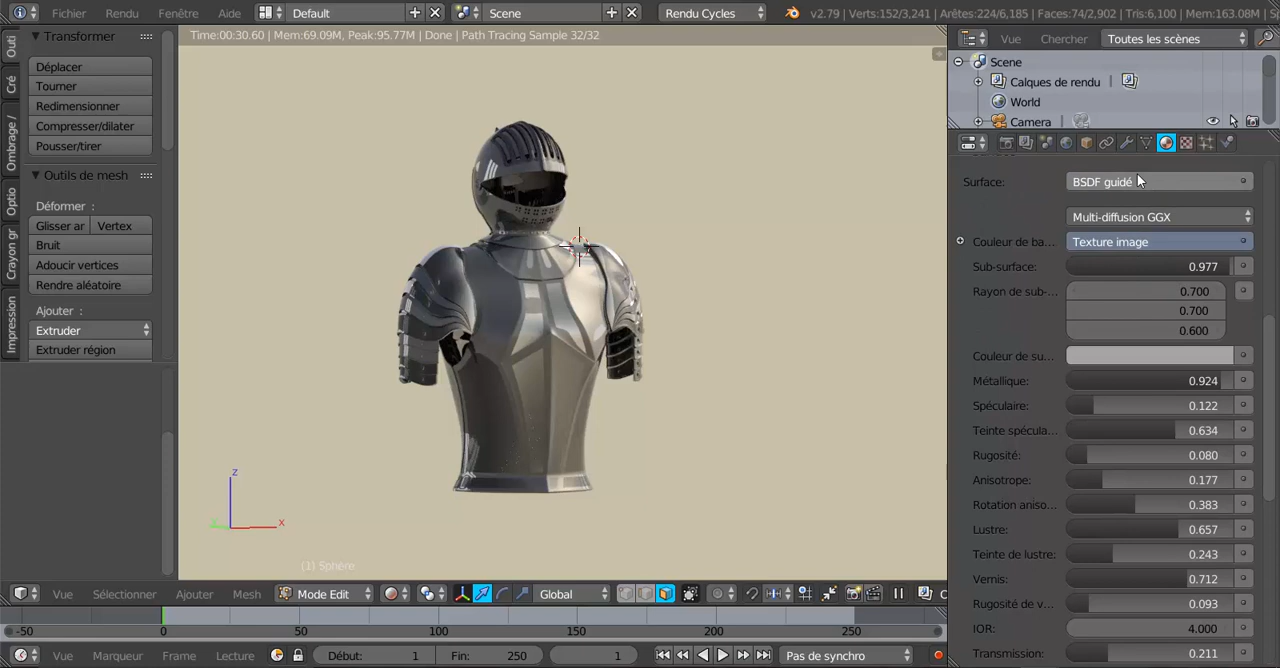 Fichier Rendu Fenêtre Aide Default Scene Rendu Cycles v2.79 | Verts:152/3,241 | Arêtes:224/6,185 | Faces:74/2,902 | Tris:6,100 | Mem:163.08M | S
Time:00:30.60 | Mem:69.09M, Peak:95.77M | Done | Path Tracing Sample 32/32
Vue Chercher Toutes les scènes
Scene
Calques de rendu |
World
Camera
Outi
Cré
Ombrage /
Optio
Crayon gr
Impression
Transformer
Déplacer
Tourner
Redimensionner
Compresser/dilater
Pousser/tirer
Outils de mesh
Déformer :
Glisser ar Vertex
Bruit
Adoucir vertices
Rendre aléatoire
Ajouter :
Extruder
Extruder région
z
x
y
(1) Sphère
Surface: BSDF guidé
Multi-diffusion GGX
Couleur de ba... Texture image
Sub-surface: 0.977
Rayon de sub-... 0.700
0.700
0.600
Couleur de su...
Métallique: 0.924
Spéculaire: 0.122
Teinte spécula... 0.634
Rugosité: 0.080
Anisotrope: 0.177
Rotation aniso... 0.383
Lustre: 0.657
Teinte de lustre: 0.243
Vernis: 0.712
Rugosité de v... 0.093
IOR: 4.000
Transmission: 0.211
Vue Sélectionner Ajouter Mesh Mode Edit Global
-50 0 50 100 150 200 250
Vue Marqueur Frame Lecture Début: 1 Fin: 250 1 Pas de synchro